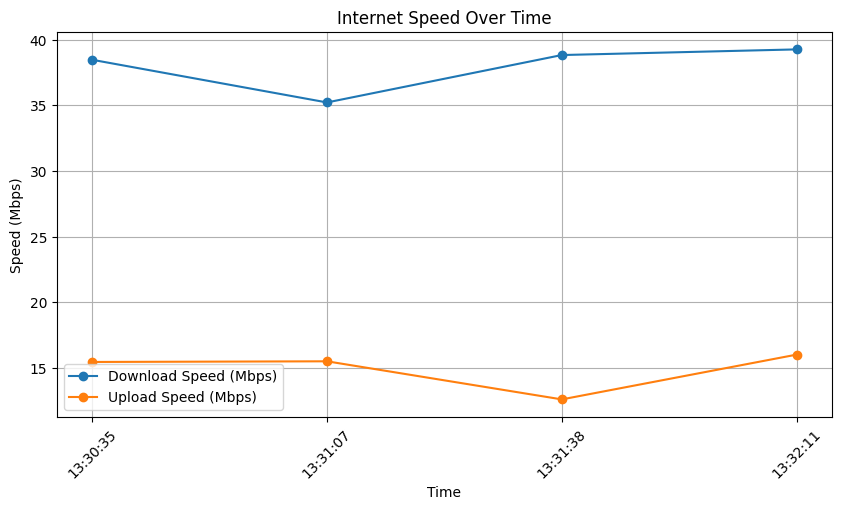 Internet Speed Over Time
40
35
30
25
20
15
Speed (Mbps)
Download Speed (Mbps)
Upload Speed (Mbps)
13:30:35
13:31:07
13:31:38
13:32:11
Time